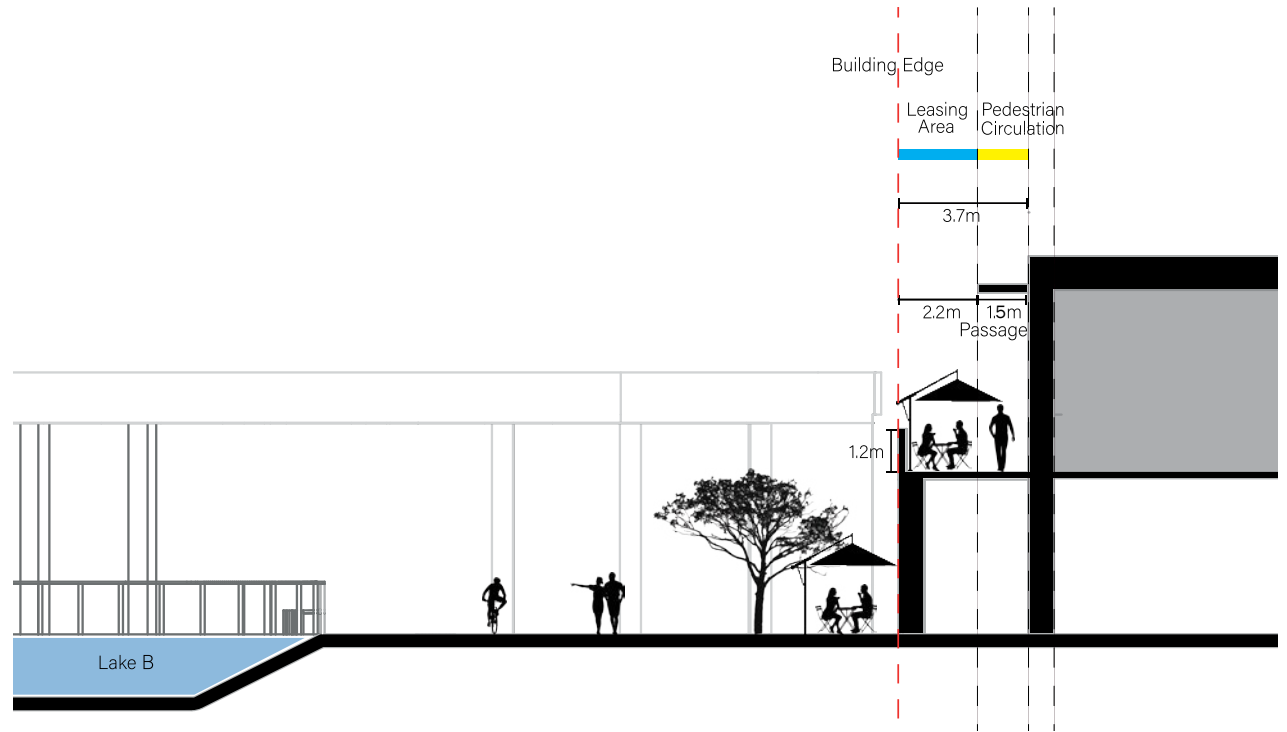 Building Edge
Leasing
Area
Pedestrian
Circulation
3.7m
2.2m
1.5m
Passage
1.2m
Lake B